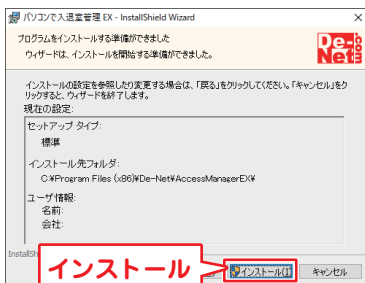 パソコンで入退室管理 EX - InstallShield Wizard
プログラムをインストールする準備ができました
ウィザードは、インストールを開始する準備ができました。
De-Net.com
インストールの設定を参照したり変更する場合は、「戻る」をクリックしてください。「キャンセル」をク
リックすると、ウィザードを終了します。
現在の設定:
セットアップ タイプ:
標準
インストール先フォルダ:
C:¥Program Files (x86)¥De-Net¥AccessManagerEX¥
ユーザ情報:
名前:
会社:
InstallSh
インストール
インストール(I)
キャンセル